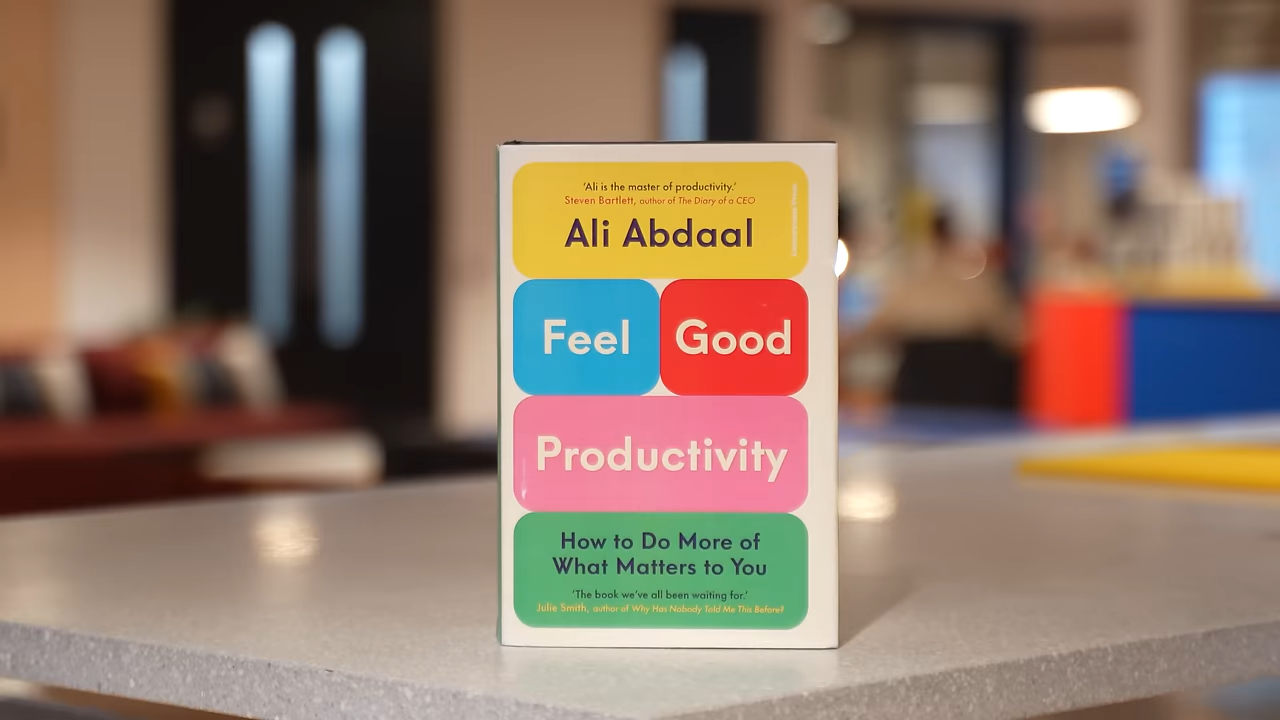 'Ali is the master of productivity.'
Steven Bartlett, author of The Diary of a CEO
Ali Abdaal
Feel Good
Productivity
How to Do More of
What Matters to You
'The book we've all been waiting for.'
Julie Smith, author of Why Has Nobody Told Me This Before?